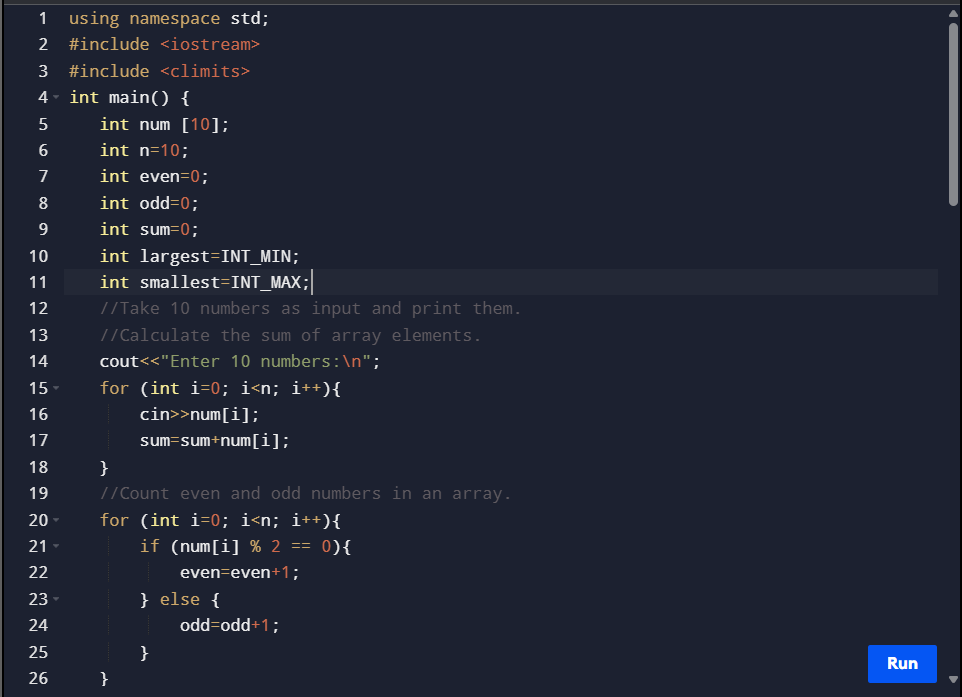 1 using namespace std;
2 #include <iostream>
3 #include <climits>
4 int main() {
5 int num [10];
6 int n=10;
7 int even=0;
8 int odd=0;
9 int sum=0;
10 int largest=INT_MIN;
11 int smallest=INT_MAX;
12 //Take 10 numbers as input and print them.
13 //Calculate the sum of array elements.
14 cout<<"Enter 10 numbers:\n";
15 for (int i=0; i<n; i++){
16 cin>>num[i];
17 sum=sum+num[i];
18 }
19 //Count even and odd numbers in an array.
20 for (int i=0; i<n; i++){
21 if (num[i] % 2 == 0){
22 even=even+1;
23 } else {
24 odd=odd+1;
25 }
26 }
Run